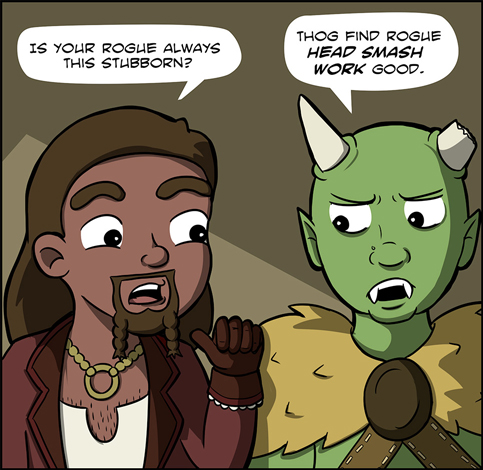 IS YOUR ROGUE ALWAYS
THIS STUBBORN?
THOG FIND ROGUE
HEAD SMASH
WORK GOOD.